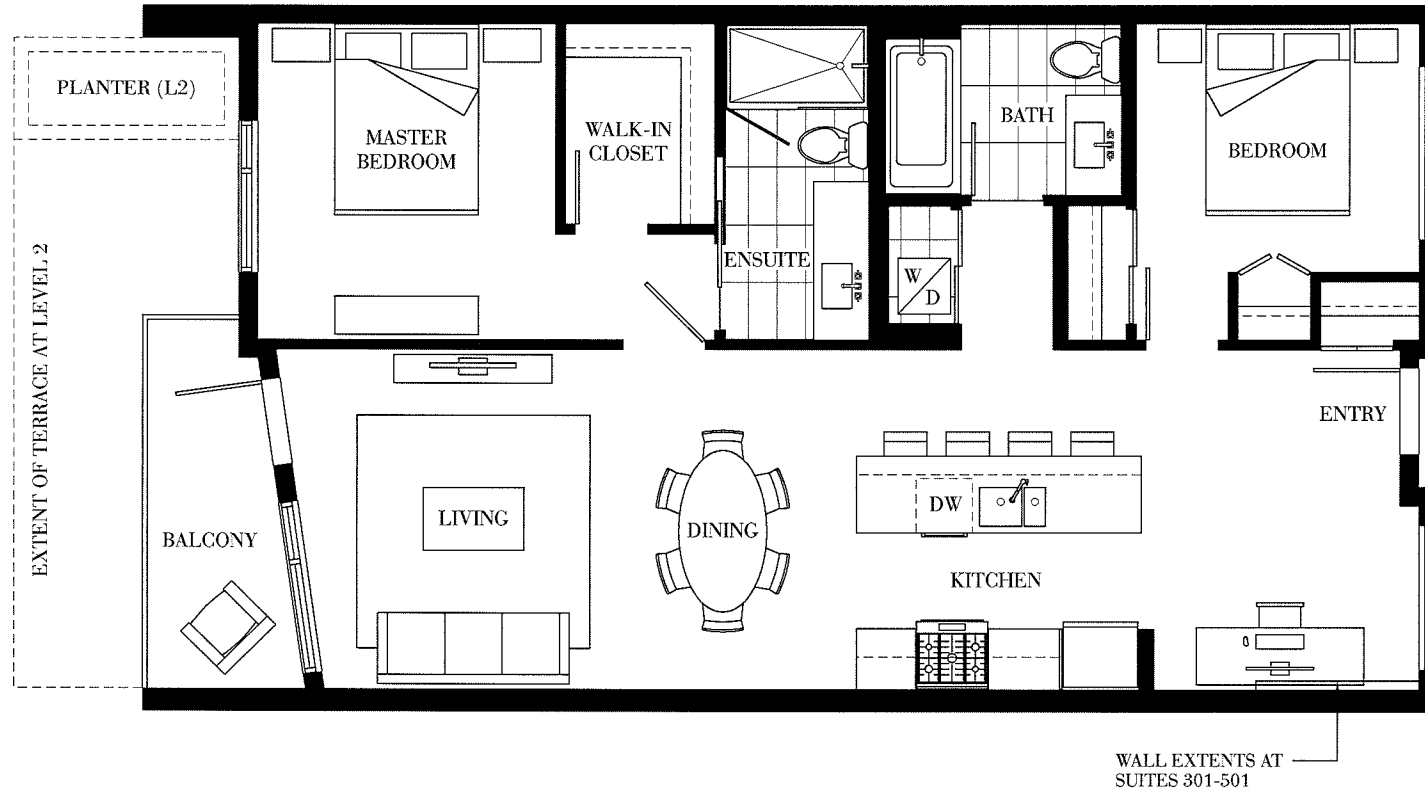 PLANTER (L2)
MASTER
BEDROOM
WALK-IN
CLOSET
BATH
BEDROOM
ENSUITE
W
D
EXTENT OF TERRACE AT LEVEL 2
ENTRY
BALCONY
LIVING
DINING
DW
KITCHEN
WALL EXTENTS AT
SUITES 301-501